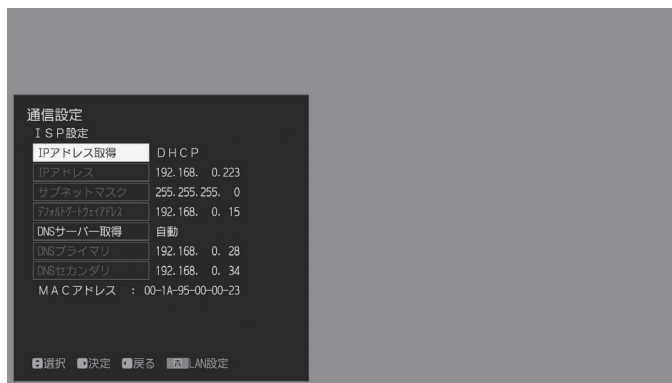 通信設定
ISP設定
IPアドレス取得 DHCP
IPアドレス 192.168. 0.223
サブネットマスク 255.255.255. 0
デフォルトゲートウェイアドレス 192.168. 0. 15
DNSサーバー取得 自動
DNSプライマリ 192.168. 0. 28
DNSセカンダリ 192.168. 0. 34
MACアドレス : 00-1A-95-00-00-23
選択 決定 戻る LAN設定